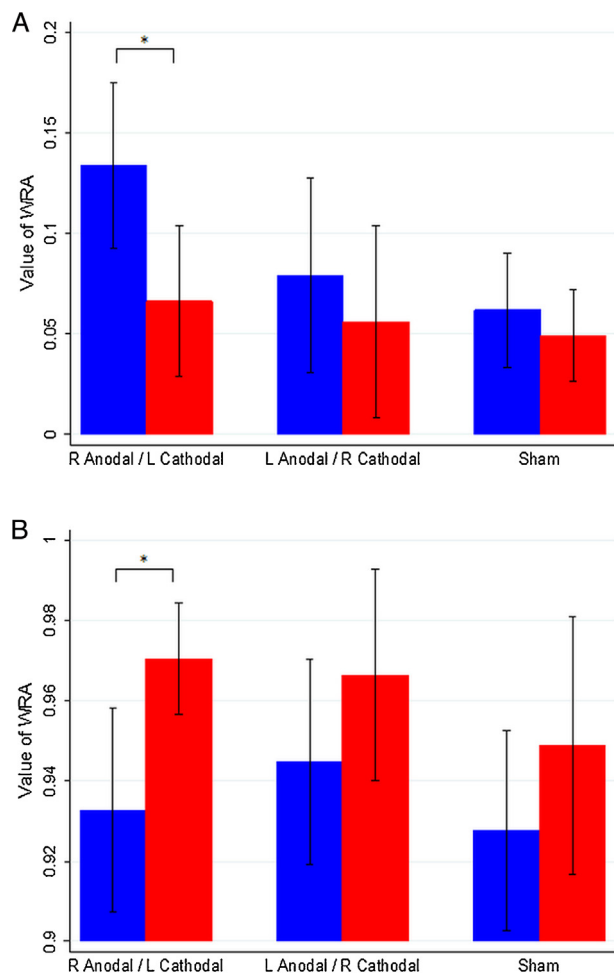 A
0.2
*
0.15
0.1
Value of WRA
0.05
0
R Anodal / L Cathodal L Anodal / R Cathodal Sham
B
1
*
0.98
0.96
Value of WRA
0.94
0.92
0.9
R Anodal / L Cathodal L Anodal / R Cathodal Sham